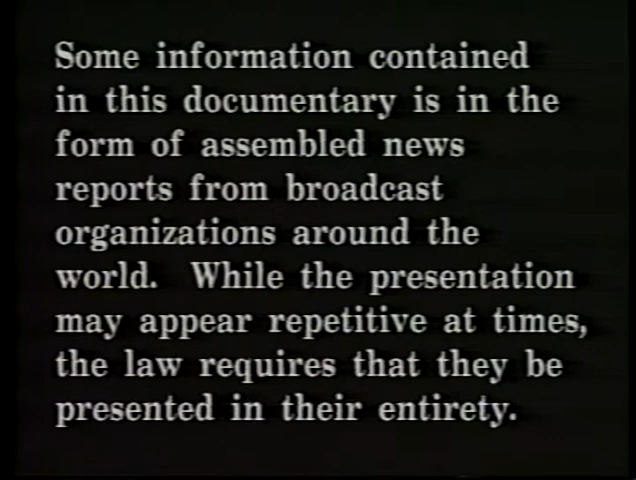 Some information contained
in this documentary is in the
form of assembled news
reports from broadcast
organizations around the
world. While the presentation
may appear repetitive at times,
the law requires that they be
presented in their entirety.